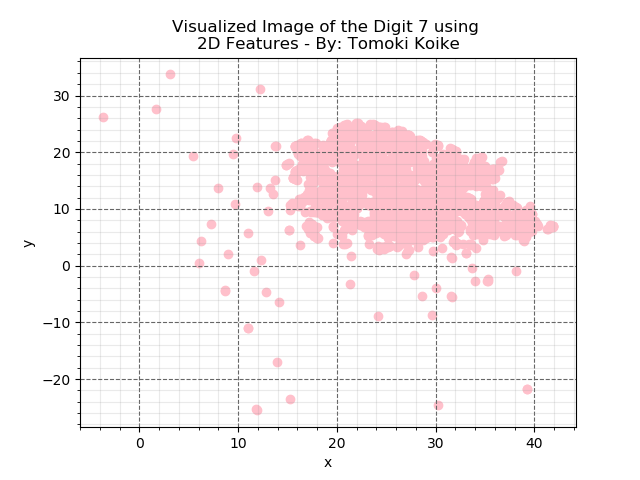 Visualized Image of the Digit 7 using
2D Features - By: Tomoki Koike
30
20
10
0
−10
−20
y
0 10 20 30 40
x